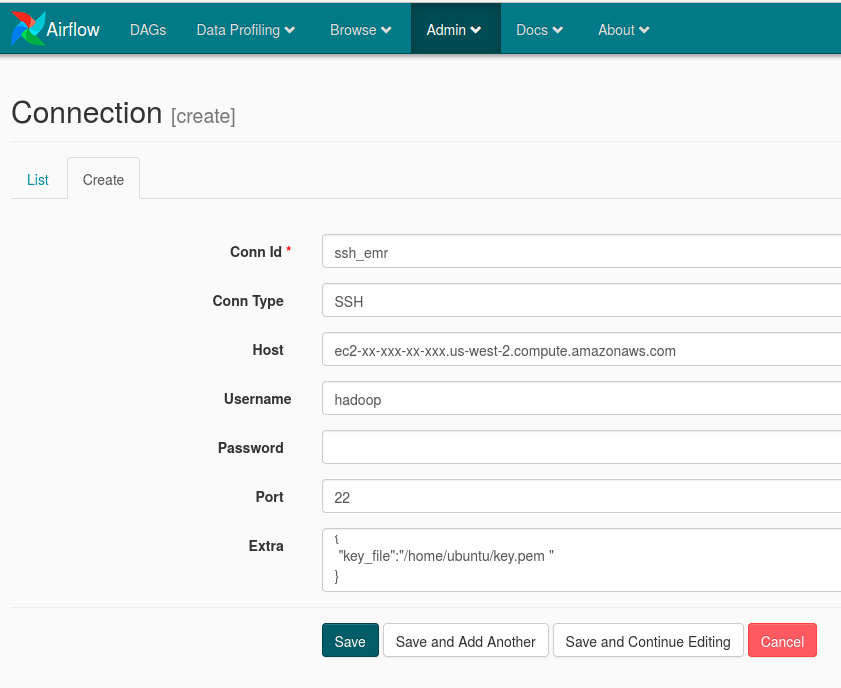 Airflow DAGs Data Profiling Browse Admin Docs About
Connection [create]
List Create
Conn Id * ssh_emr
Conn Type SSH
Host ec2-xx-xxx-xx-xxx.us-west-2.compute.amazonaws.com
Username hadoop
Password
Port 22
Extra {
"key_file":"/home/ubuntu/key.pem "
}
Save Save and Add Another Save and Continue Editing Cancel